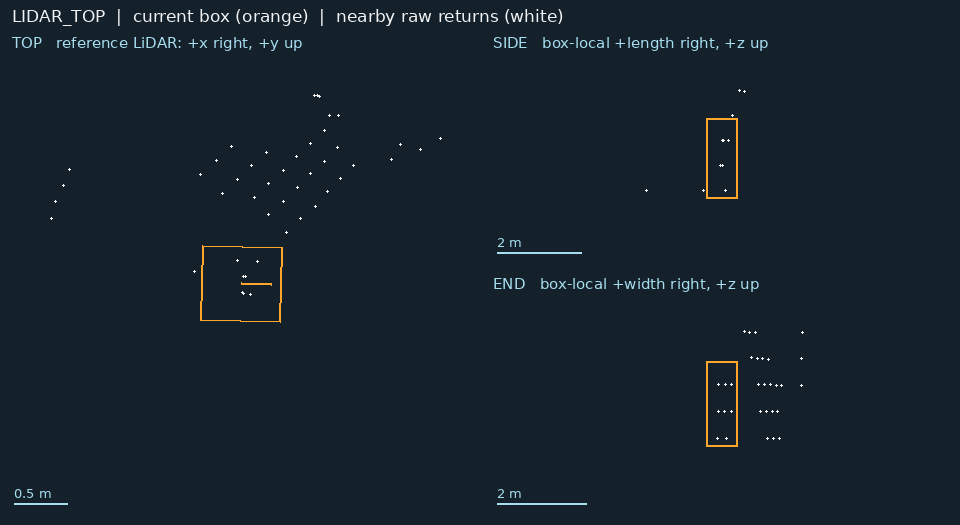 LIDAR_TOP | current box (orange) | nearby raw returns (white)
TOP reference LiDAR: +x right, +y up
SIDE box-local +length right, +z up
2 m
END box-local +width right, +z up
0.5 m
2 m